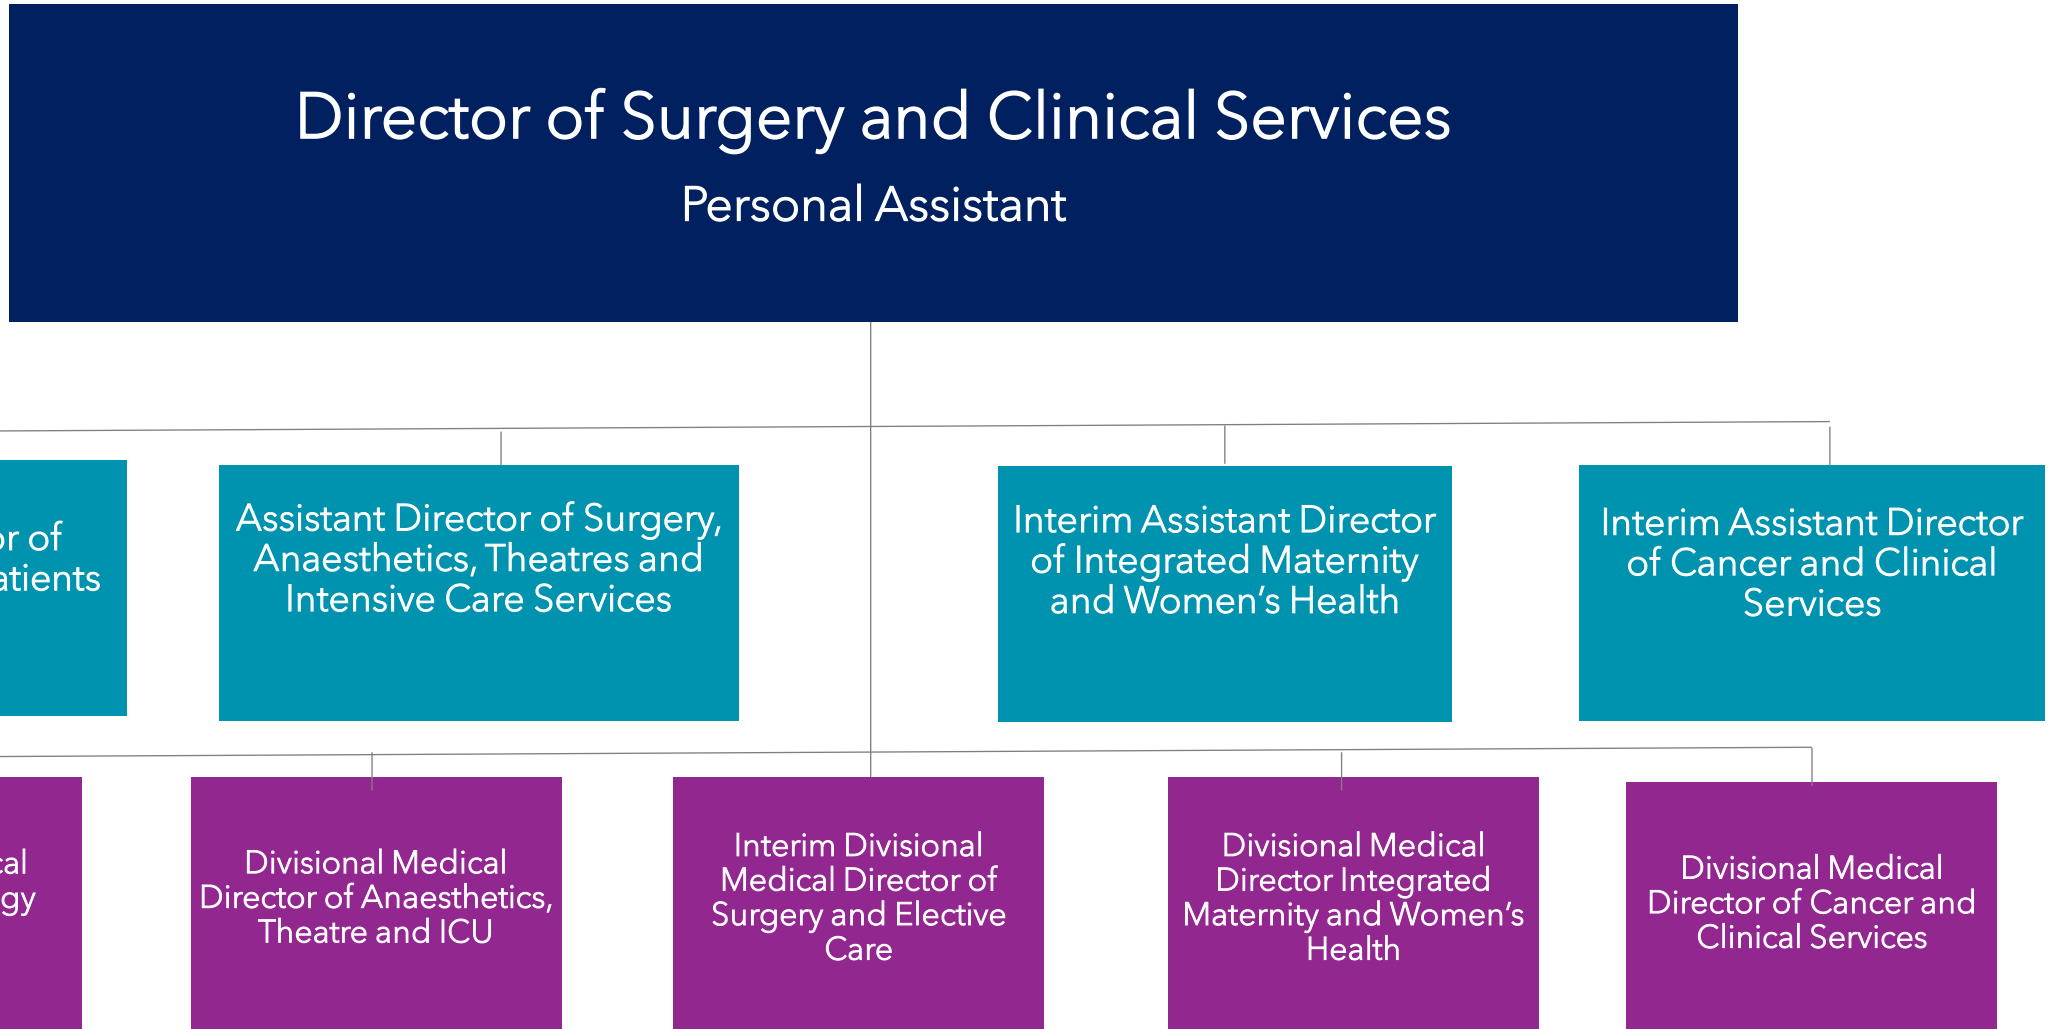 Director of Surgery and Clinical Services
Personal Assistant
of
Assistant Director of Surgery,
Anaesthetics, Theatres and
Intensive Care Services
Interim Assistant Director
of Integrated Maternity
and Women’s Health
Interim Assistant Director
of Cancer and Clinical
Services
Divisional Medical
Director of Anaesthetics,
Theatre and ICU
Interim Divisional
Medical Director of
Surgery and Elective
Care
Divisional Medical
Director Integrated
Maternity and Women’s
Health
Divisional Medical
Director of Cancer and
Clinical Services